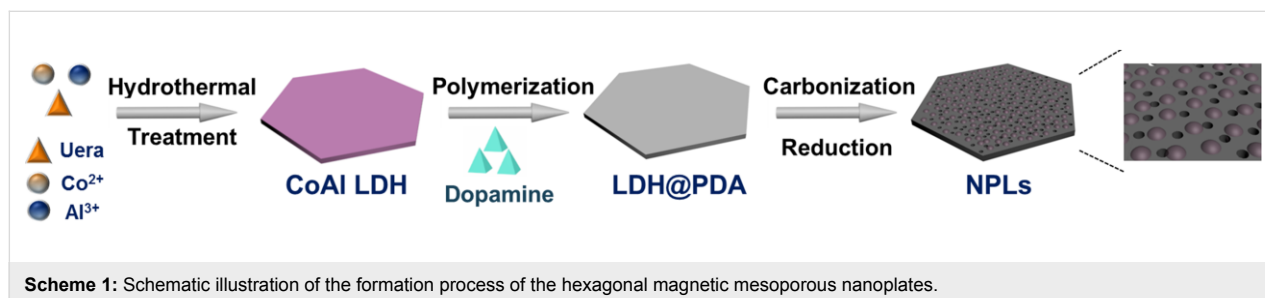 Hydrothermal
Treatment
Uera
Co²⁺
Al³⁺
CoAl LDH
Polymerization
Dopamine
LDH@PDA
Carbonization
Reduction
NPLs
Scheme 1: Schematic illustration of the formation process of the hexagonal magnetic mesoporous nanoplates.